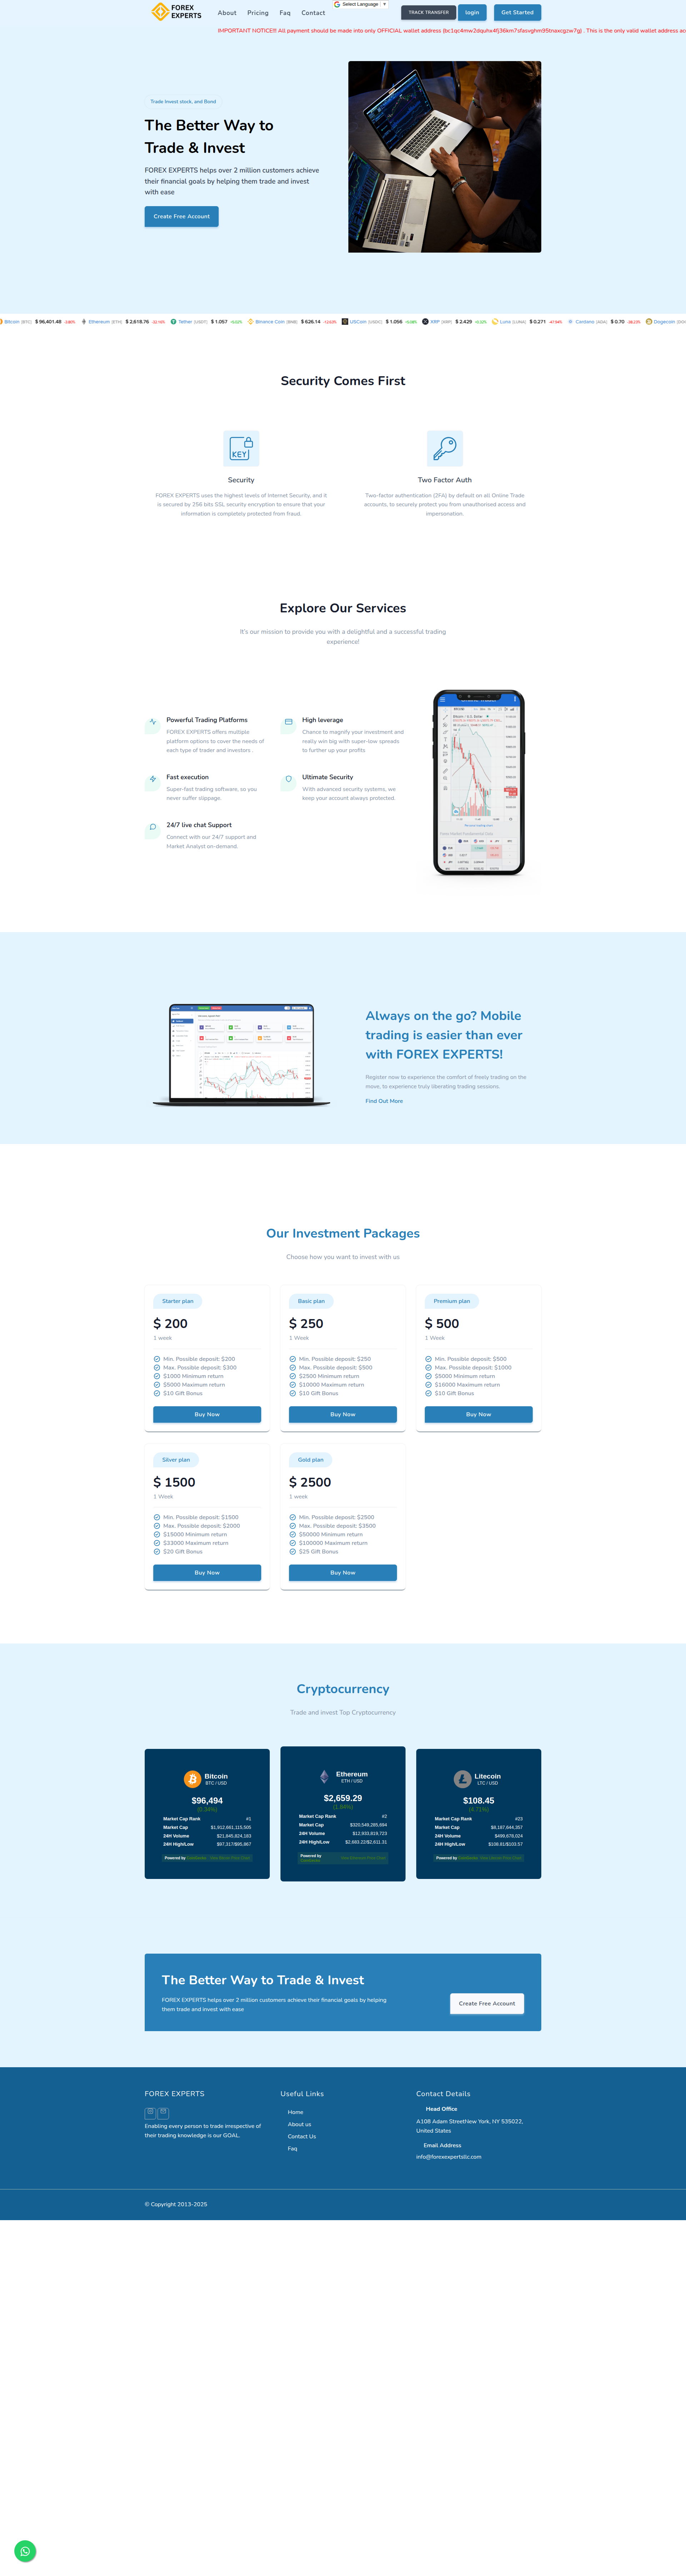 FOREX
EXPERTS
About
Pricing
Faq
Contact
Select Language ▼
TRACK TRANSFER
login
Get Started
IMPORTANT NOTICE!!! All payment should be made into only OFFICIAL wallet address
This is the only valid wallet address
Trade Invest stock, and Bond
The Better Way to
Trade & Invest
FOREX EXPERTS helps over 2 million customers achieve
their financial goals by helping them trade and invest
with ease
Create Free Account
Bitcoin (BTC) $ 96,401.48
Ethereum (ETH) $ 2,618.76
Tether (USDT) $ 1.057
Binance Coin (BNB) $ 626.14
USCoin (USDC) $ 1.056
XRP (XRP) $ 2.429
Luna (LUNA) $ 0.271
Cardano (ADA) $ 0.70
Dogecoin
Security Comes First
KEY
Security
FOREX EXPERTS uses the highest levels of Internet Security, and it
is secured by 256 bits SSL security encryption to ensure that your
information is completely protected from fraud.
Two Factor Auth
Two-factor authentication (2FA) by default on all Online Trade
accounts, to securely protect you from unauthorised access and
impersonation.
Explore Our Services
It's our mission to provide you with a delightful and a successful trading
experience!
Powerful Trading Platforms
FOREX EXPERTS offers multiple
platform options to cover the needs of
each type of trader and investors .
High leverage
Chance to magnify your investment and
really win big with super-low spreads
to further up your profits
Fast execution
Super-fast trading software, so you
never suffer slippage.
Ultimate Security
With advanced security systems, we
keep your account always protected.
24/7 live chat Support
Connect with our 24/7 support and
Market Analyst on-demand.
Always on the go? Mobile
trading is easier than ever
with FOREX EXPERTS!
Register now to experience the comfort of freely trading on the
move, to experience truly liberating trading sessions.
Find Out More
Our Investment Packages
Choose how you want to invest with us
Starter plan
$ 200
1 week
Min. Possible deposit: $200
Max. Possible deposit: $300
$1000 Minimum return
$5000 Maximum return
$10 Gift Bonus
Buy Now
Basic plan
$ 250
1 Week
Min. Possible deposit: $250
Max. Possible deposit: $500
$2500 Minimum return
$10000 Maximum return
$10 Gift Bonus
Buy Now
Premium plan
$ 500
1 Week
Min. Possible deposit: $500
Max. Possible deposit: $1000
$5000 Minimum return
$16000 Maximum return
$10 Gift Bonus
Buy Now
Silver plan
$ 1500
1 Week
Min. Possible deposit: $1500
Max. Possible deposit: $2000
$15000 Minimum return
$33000 Maximum return
$20 Gift Bonus
Buy Now
Gold plan
$ 2500
1 week
Min. Possible deposit: $2500
Max. Possible deposit: $3500
$50000 Minimum return
$100000 Maximum return
$25 Gift Bonus
Buy Now
Cryptocurrency
Trade and invest Top Cryptocurrency
Bitcoin
BTC / USD
$96,494
Market Cap Rank #1
Market Cap $1,912,661,115,505
24H Volume $21,845,824,183
24H High/Low $97,317/$95,867
Powered by
Ethereum
ETH / USD
$2,659.29
Market Cap Rank #2
Market Cap $320,549,285,694
24H Volume $12,933,819,723
24H High/Low $2,683.22/$2,611.31
Powered by
Litecoin
LTC / USD
$108.45
Market Cap Rank #23
Market Cap $8,187,644,357
24H Volume $499,678,024
24H High/Low $108.91/$103.57
Powered by
The Better Way to Trade & Invest
FOREX EXPERTS helps over 2 million customers achieve their financial goals by helping
them trade and invest with ease
Create Free Account
FOREX EXPERTS
Enabling every person to trade irrespective of
their trading knowledge is our GOAL.
Useful Links
Home
About us
Contact Us
Faq
Contact Details
Head Office
A108 Adam StreetNew York, NY 535022,
United States
Email Address
info@forexexpertsllc.com
© Copyright 2013-2025